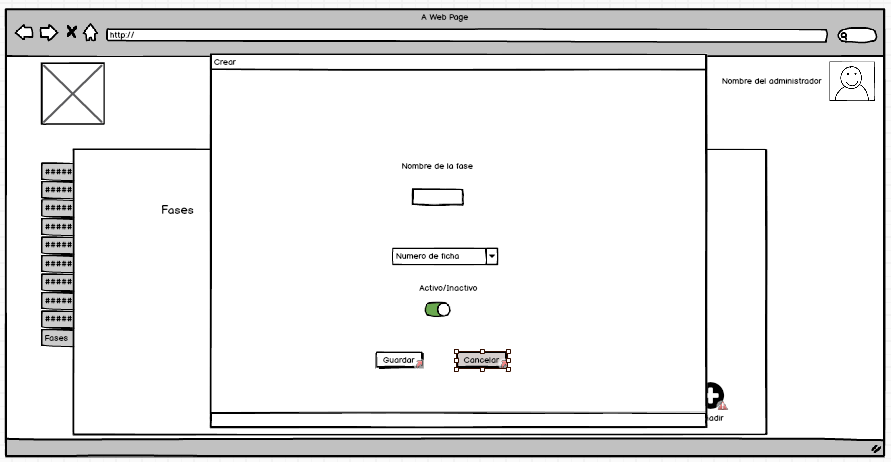 A Web Page
http://
Crear
Nombre del administrador
Nombre de la fase
#####
#####
#####
Fases
#####
#####
Numero de ficha
#####
Activo/Inactivo
#####
#####
#####
Fases
Guardar
Cancelar